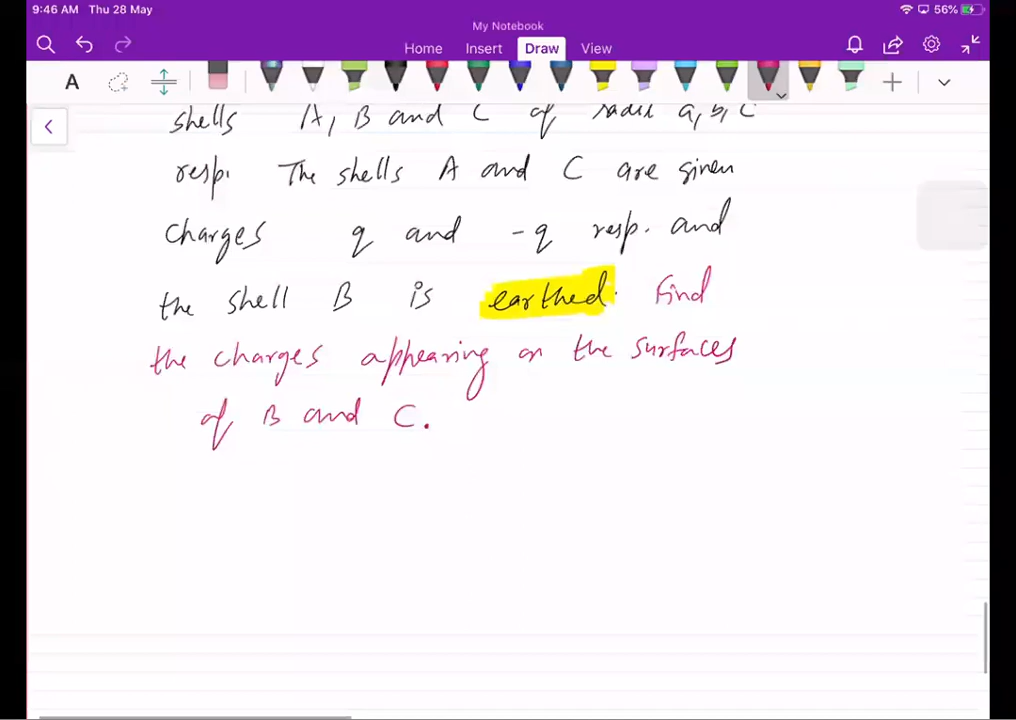 9:46 AM Thu 28 May
56%
My Notebook
Home Insert Draw View
A
shells A, B and C of radii a, b, c
resp. The shells A and C are given
charges q and -q resp. and
the shell B is earthed. Find
the charges appearing on the surfaces
of B and C.